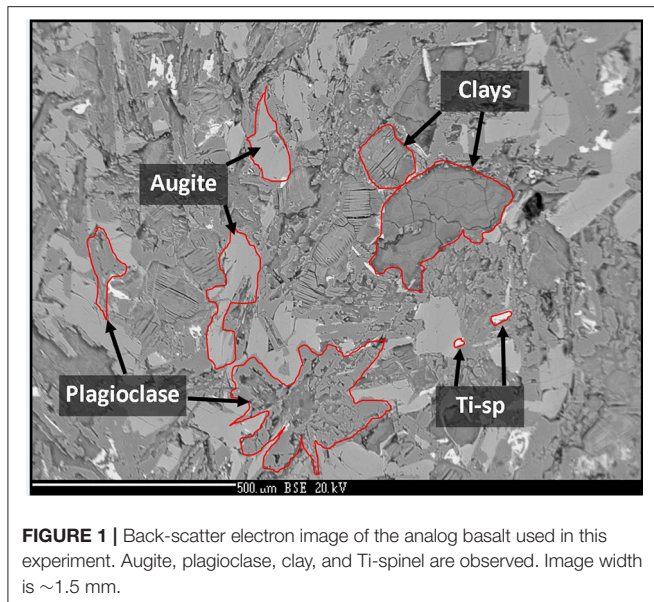 Clays
Augite
Plagioclase
Ti-sp
500.μm BSE 20.kV
FIGURE 1 | Back-scatter electron image of the analog basalt used in this
experiment. Augite, plagioclase, clay, and Ti-spinel are observed. Image width
is ∼1.5 mm.